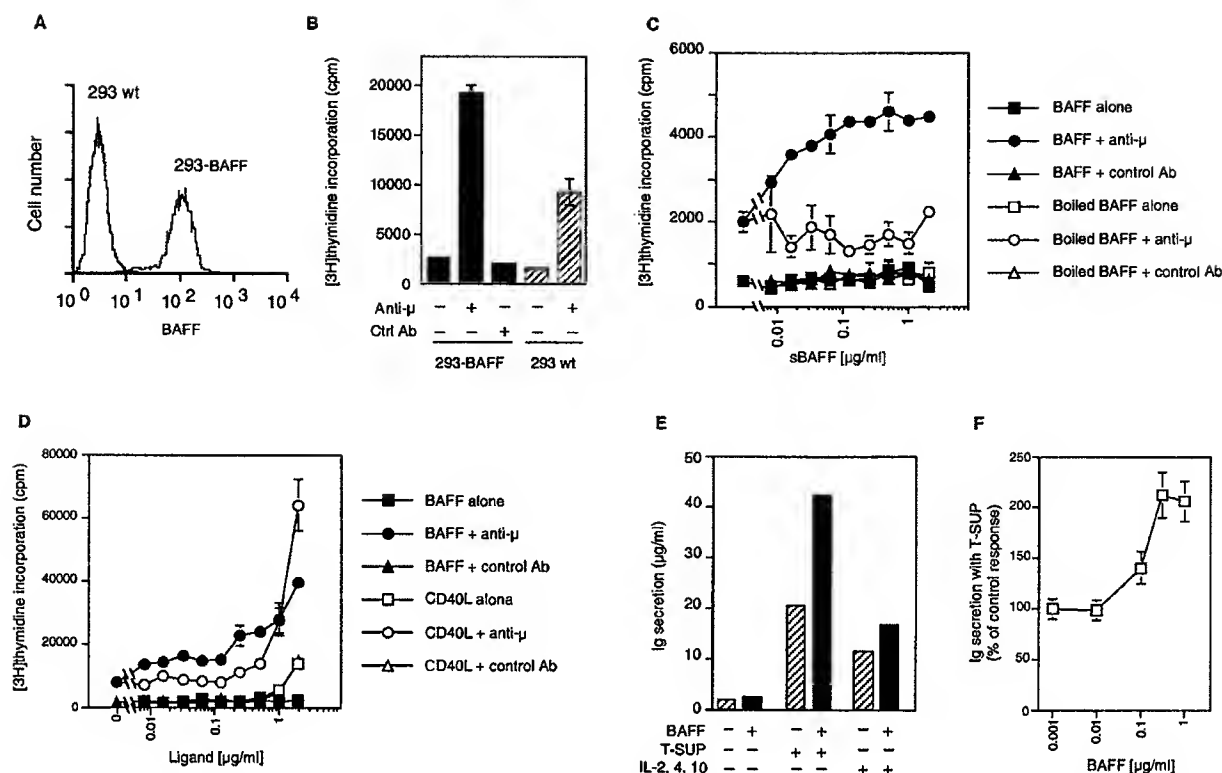 A
293 wt
293-BAFF
Cell number
10^0 10^1 10^2 10^3 10^4
BAFF
B
[3H]thymidine incorporation (cpm)
20000
15000
10000
5000
0
Anti-μ – + – – +
Ctrl Ab – – + – –
293-BAFF 293 wt
C
[3H]thymidine incorporation (cpm)
6000
4000
2000
0
0.01 0.1 1
sBAFF [μg/ml]
BAFF alone
BAFF + anti-μ
BAFF + control Ab
Boiled BAFF alone
Boiled BAFF + anti-μ
Boiled BAFF + control Ab
D
[3H]thymidine incorporation (cpm)
80000
60000
40000
20000
0
0 0.01 0.1 1
Ligand [μg/ml]
BAFF alone
BAFF + anti-μ
BAFF + control Ab
CD40L alona
CD40L + anti-μ
CD40L + control Ab
E
Ig secretion (μg/ml)
50
40
30
20
10
0
BAFF – + – + – +
T-SUP – – + + – –
IL-2, 4, 10 – – – – + +
F
Ig secretion with T-SUP
(% of control response)
250
200
150
100
50
0
0.001 0.01 0.1 1
BAFF [μg/ml]